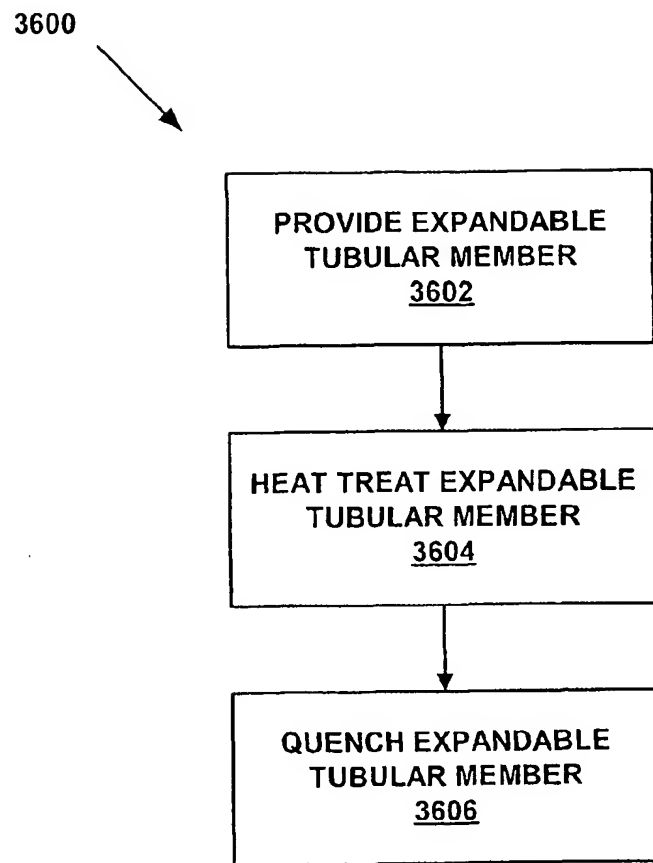 3600
PROVIDE EXPANDABLE
TUBULAR MEMBER
3602
HEAT TREAT EXPANDABLE
TUBULAR MEMBER
3604
QUENCH EXPANDABLE
TUBULAR MEMBER
3606